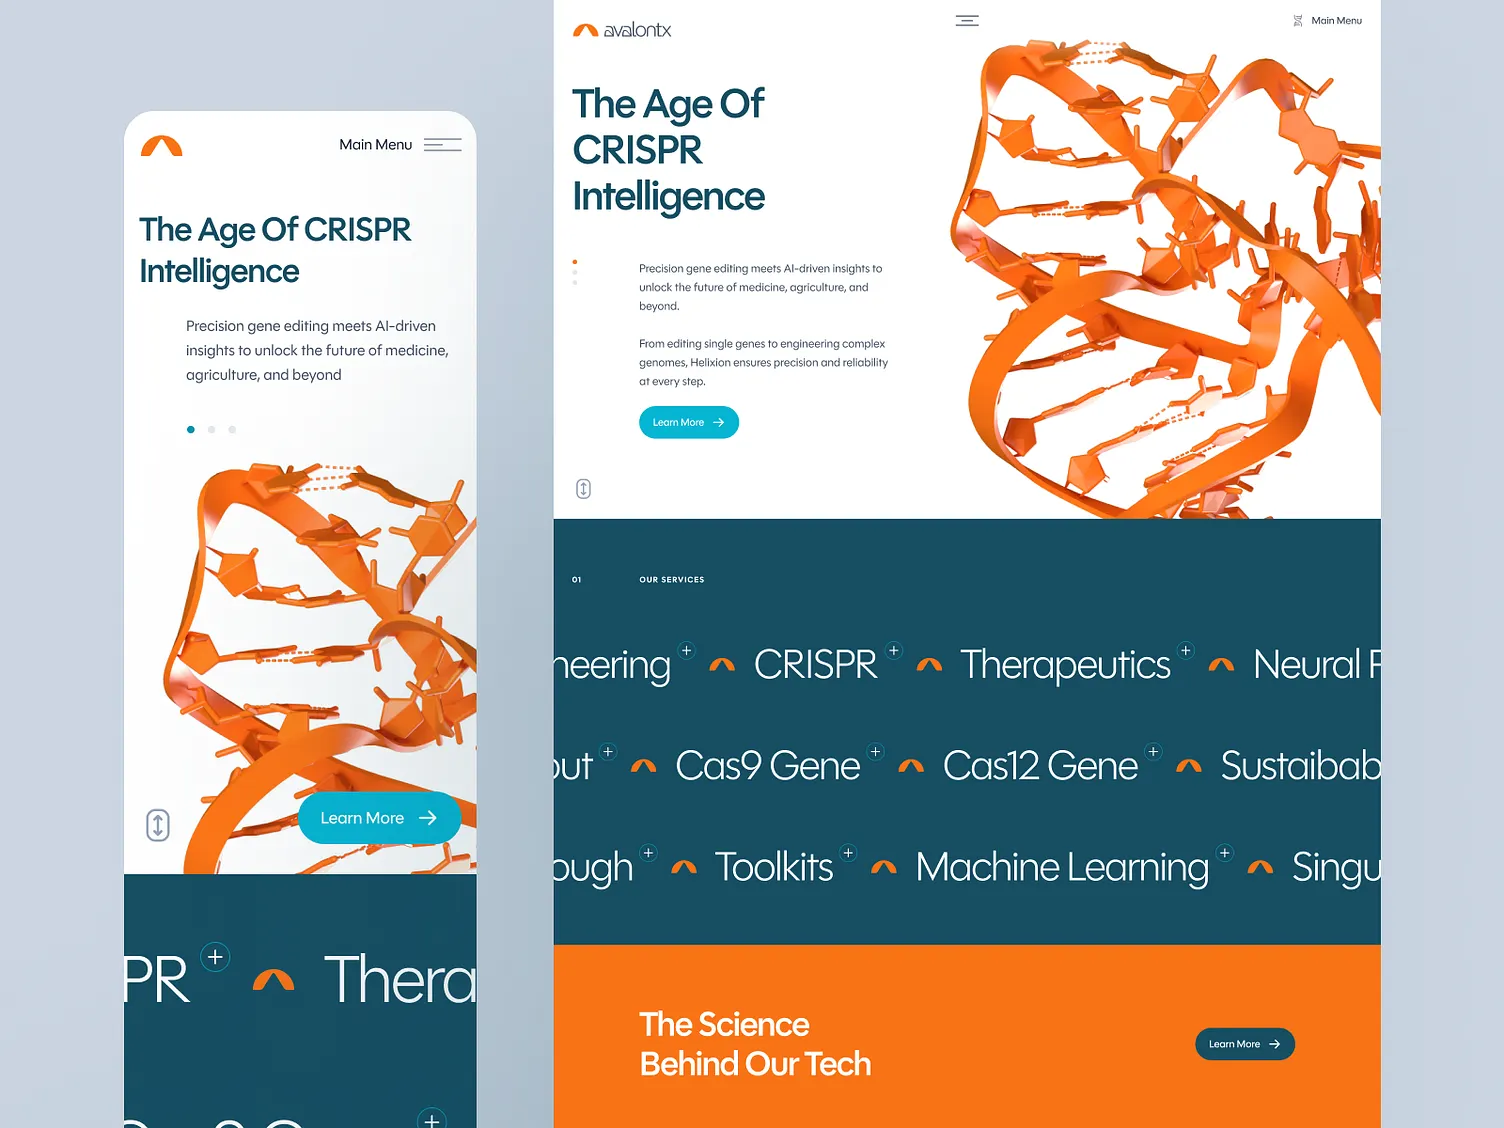 Main Menu
The Age Of CRISPR
Intelligence
Precision gene editing meets AI-driven
insights to unlock the future of medicine,
agriculture, and beyond
Learn More
PR
Thera
avalontx
Main Menu
The Age Of
CRISPR
Intelligence
Precision gene editing meets AI-driven insights to
unlock the future of medicine, agriculture, and
beyond.
From editing single genes to engineering complex
genomes, Helixion ensures precision and reliability
at every step.
Learn More
01 OUR SERVICES
neering CRISPR Therapeutics Neural F
out Cas9 Gene Cas12 Gene Sustaibab
ough Toolkits Machine Learning Singu
The Science
Behind Our Tech
Learn More